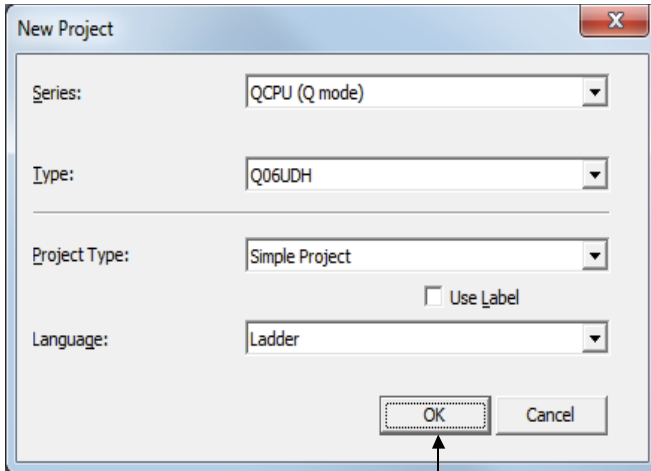 New Project
Series: QCPU (Q mode)
Type: Q06UDH
Project Type: Simple Project
Use Label
Language: Ladder
OK Cancel